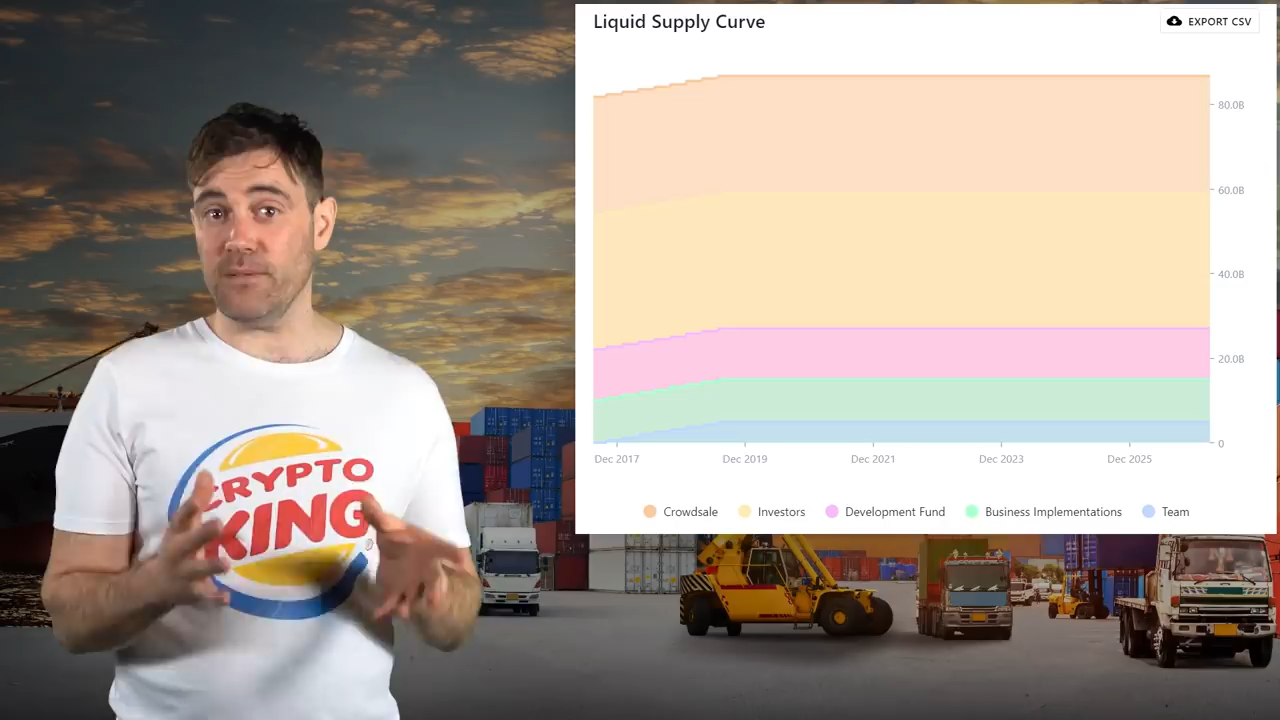 Liquid Supply Curve
EXPORT CSV
80.0B
60.0B
40.0B
20.0B
0
Dec 2017 Dec 2019 Dec 2021 Dec 2023 Dec 2025
Crowdsale Investors Development Fund Business Implementations Team
CRYPTO
KING
®